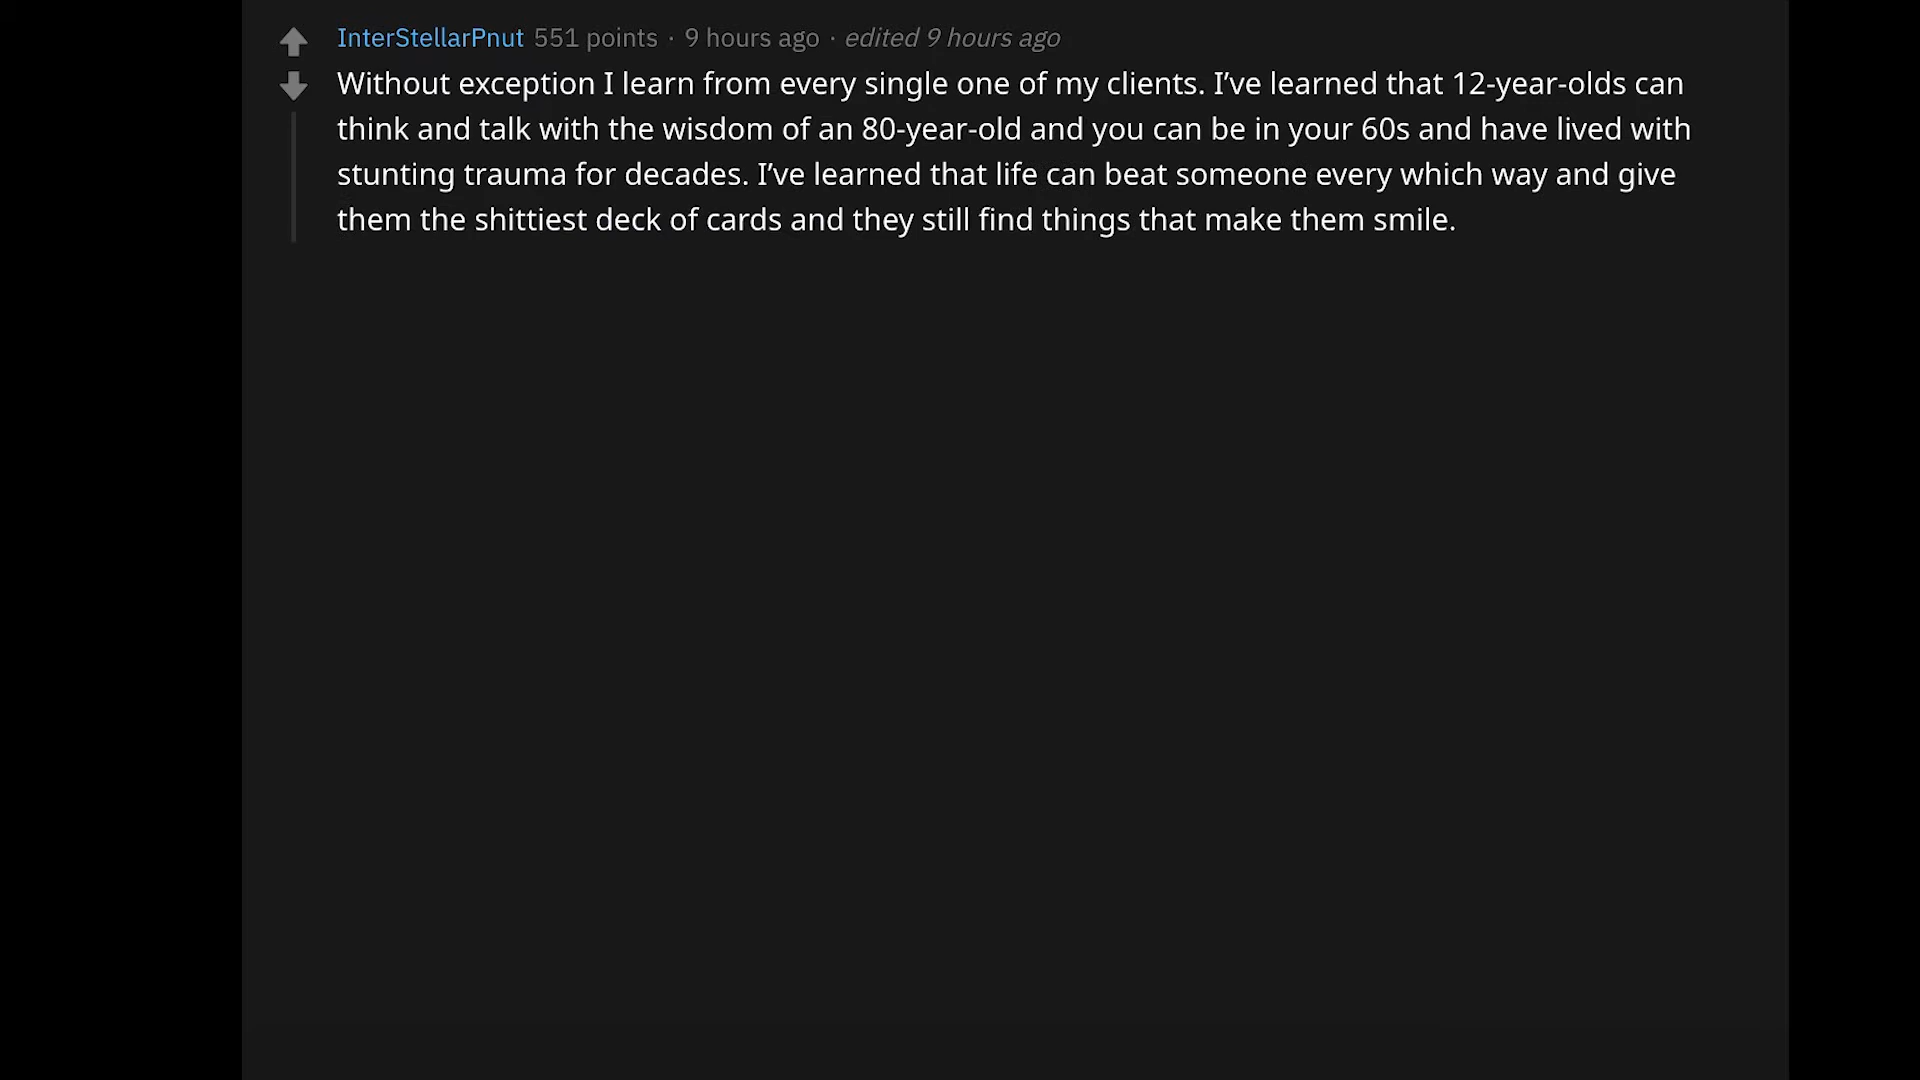 InterStellarPnut 551 points · 9 hours ago · edited 9 hours ago
Without exception I learn from every single one of my clients. I’ve learned that 12-year-olds can
think and talk with the wisdom of an 80-year-old and you can be in your 60s and have lived with
stunting trauma for decades. I’ve learned that life can beat someone every which way and give
them the shittiest deck of cards and they still find things that make them smile.